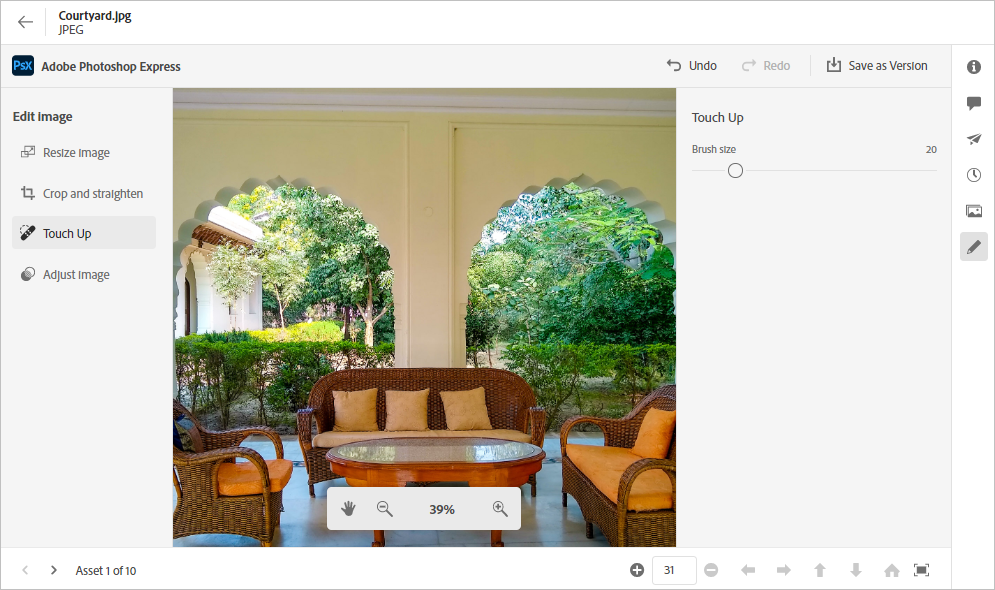 Courtyard.jpg
JPEG
PsX Adobe Photoshop Express
Undo
Redo
Save as Version
Edit image
Resize image
Crop and straighten
Touch Up
Adjust image
Touch Up
Brush size 20
39%
Asset 1 of 10
31